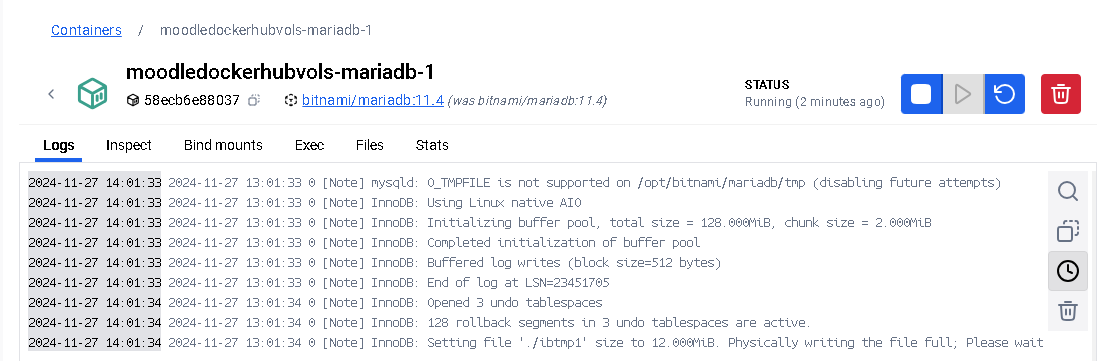 Containers / moodledockerhubvols-mariadb-1
moodledockerhubvols-mariadb-1
58ecb6e88037 bitnami/mariadb:11.4 (was bitnami/mariadb:11.4)
STATUS
Running (2 minutes ago)
Logs Inspect Bind mounts Exec Files Stats
2024-11-27 14:01:33 2024-11-27 13:01:33 0 [Note] mysqld: O_TMPFILE is not supported on /opt/bitnami/mariadb/tmp (disabling future attempts)
2024-11-27 14:01:33 2024-11-27 13:01:33 0 [Note] InnoDB: Using Linux native AIO
2024-11-27 14:01:33 2024-11-27 13:01:33 0 [Note] InnoDB: Initializing buffer pool, total size = 128.000MiB, chunk size = 2.000MiB
2024-11-27 14:01:33 2024-11-27 13:01:33 0 [Note] InnoDB: Completed initialization of buffer pool
2024-11-27 14:01:33 2024-11-27 13:01:33 0 [Note] InnoDB: Buffered log writes (block size=512 bytes)
2024-11-27 14:01:33 2024-11-27 13:01:33 0 [Note] InnoDB: End of log at LSN=23451705
2024-11-27 14:01:34 2024-11-27 13:01:34 0 [Note] InnoDB: Opened 3 undo tablespaces
2024-11-27 14:01:34 2024-11-27 13:01:34 0 [Note] InnoDB: 128 rollback segments in 3 undo tablespaces are active.
2024-11-27 14:01:34 2024-11-27 13:01:34 0 [Note] InnoDB: Setting file './ibtmp1' size to 12.000MiB. Physically writing the file full; Please wait